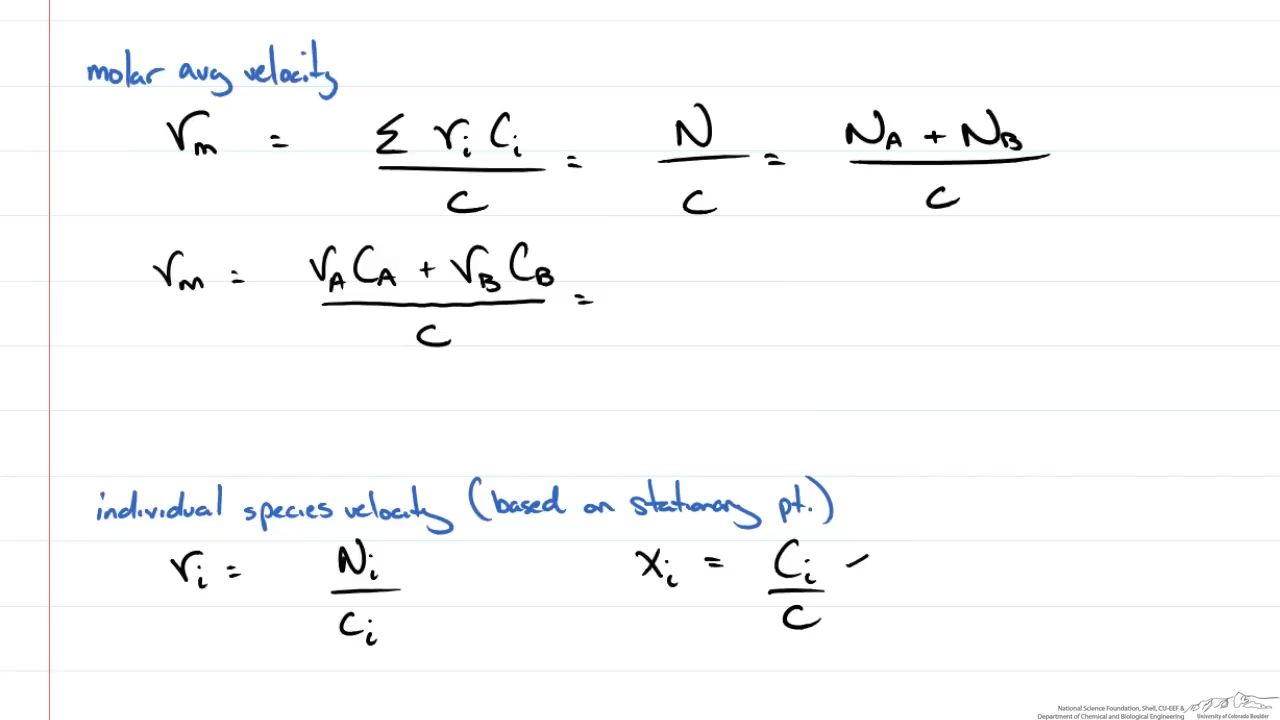 molar avg velocity
v_m = Σ v_i C_i / C = N / C = N_A + N_B / C
v_m = v_A C_A + v_B C_B / C =
individual species velocity (based on stationary pt.)
v_i = N_i / C_i
x_i = C_i / C
National Science Foundation, Shell, CU-EEF &
Department of Chemical and Biological Engineering
University of Colorado Boulder